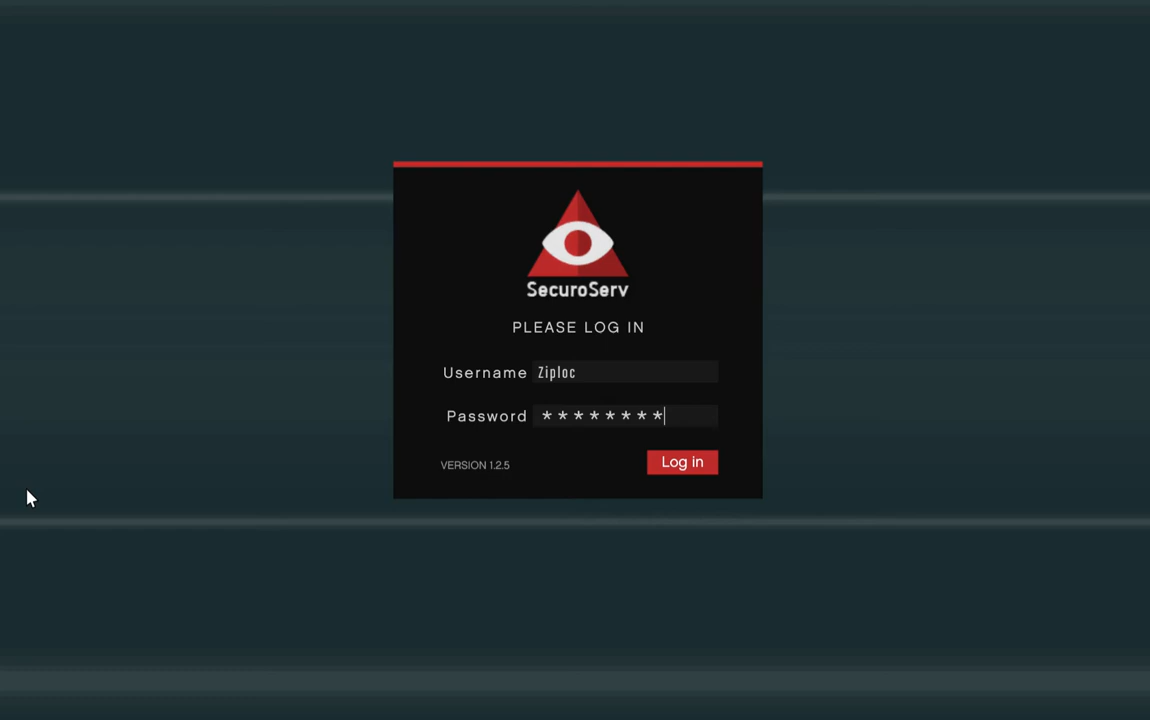 SecuroServ
PLEASE LOG IN
Username Ziploc
Password ********
VERSION 1.2.5 Log in